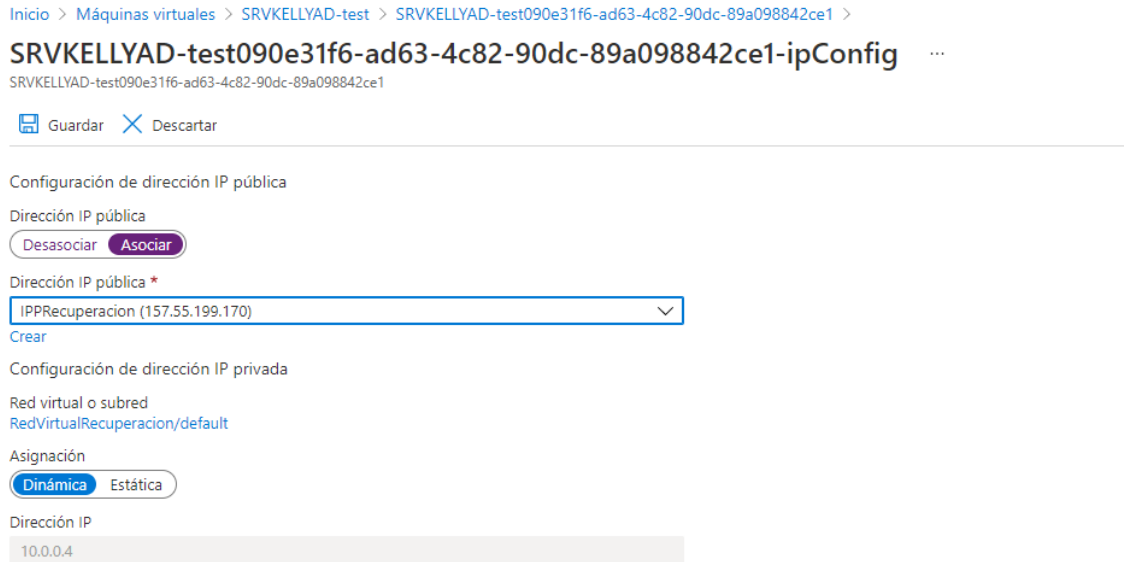 Inicio > Máquinas virtuales > SRVKELLYAD-test > SRVKELLYAD-test090e31f6-ad63-4c82-90dc-89a098842ce1 >
SRVKELLYAD-test090e31f6-ad63-4c82-90dc-89a098842ce1-ipConfig ...
SRVKELLYAD-test090e31f6-ad63-4c82-90dc-89a098842ce1
Guardar Descartar
Configuración de dirección IP pública
Dirección IP pública
Desasociar Asociar
Dirección IP pública *
IPPRecuperacion (157.55.199.170)
Crear
Configuración de dirección IP privada
Red virtual o subred
RedVirtualRecuperacion/default
Asignación
Dinámica Estática
Dirección IP
10.0.0.4